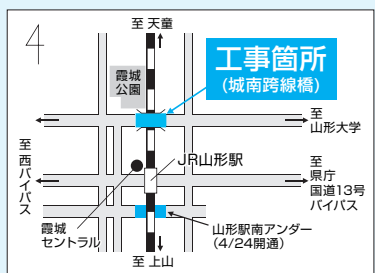 4
至 天童
工事箇所
(城南跨線橋)
霞城
公園
至
山形大学
至 西バイパス
JR山形駅
至
県庁
国道13号
バイパス
霞城
セントラル
山形駅南アンダー
(4/24開通)
至 上山